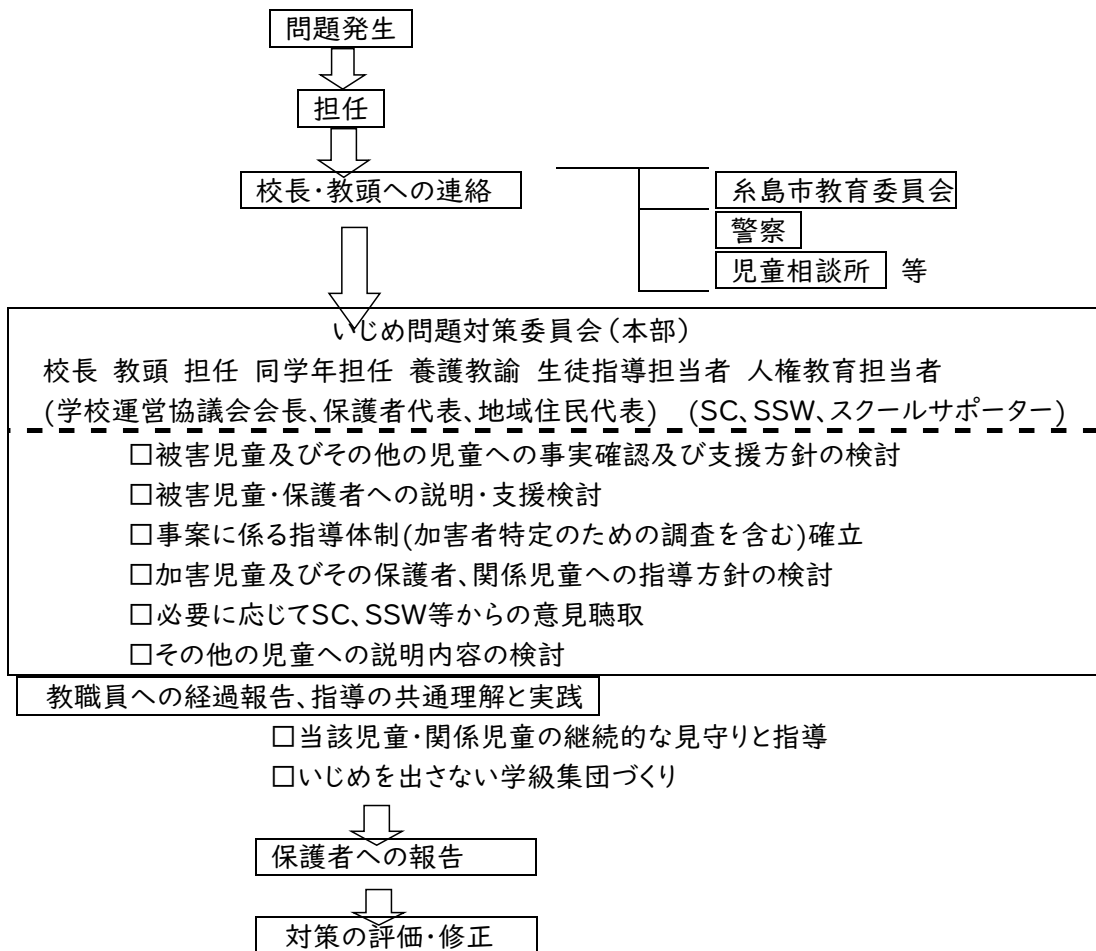 問題発生
担任
校長・教頭への連絡
糸島市教育委員会
警察
児童相談所 等
いじめ問題対策委員会(本部)
校長 教頭 担任 同学年担任 養護教諭 生徒指導担当者 人権教育担当者
(学校運営協議会会長、保護者代表、地域住民代表) (SC、SSW、スクールサポーター)
□被害児童及びその他の児童への事実確認及び支援方針の検討
□被害児童・保護者への説明・支援検討
□事案に係る指導体制(加害者特定のための調査を含む)確立
□加害児童及びその保護者、関係児童への指導方針の検討
□必要に応じてSC、SSW等からの意見聴取
□その他の児童への説明内容の検討
教職員への経過報告、指導の共通理解と実践
□当該児童・関係児童の継続的な見守りと指導
□いじめを出さない学級集団づくり
保護者への報告
対策の評価・修正